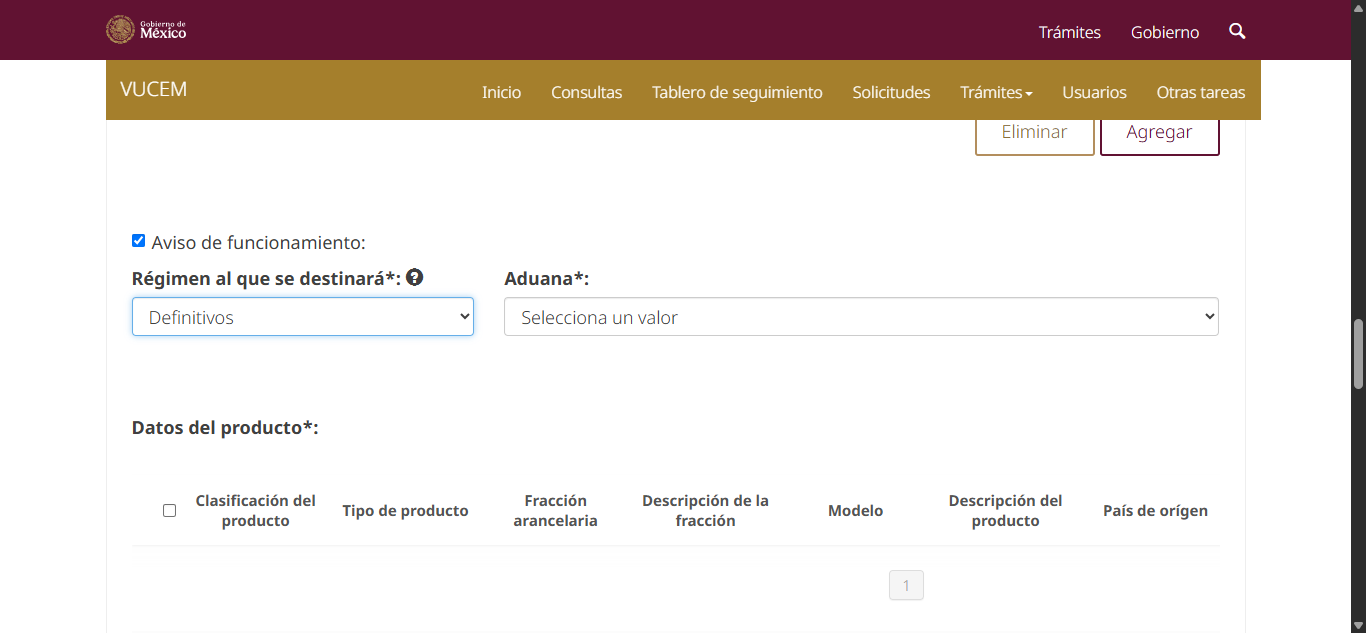 Gobierno de
México
Trámites
Gobierno
VUCEM
Inicio
Consultas
Tablero de seguimiento
Solicitudes
Trámites
Usuarios
Otras tareas
Eliminar
Agregar
Aviso de funcionamiento:
Régimen al que se destinará*: ?
Aduana*:
Definitivos
Selecciona un valor
Datos del producto*:
Clasificación del
producto
Tipo de producto
Fracción
arancelaria
Descripción de la
fracción
Modelo
Descripción del
producto
País de orígen
1